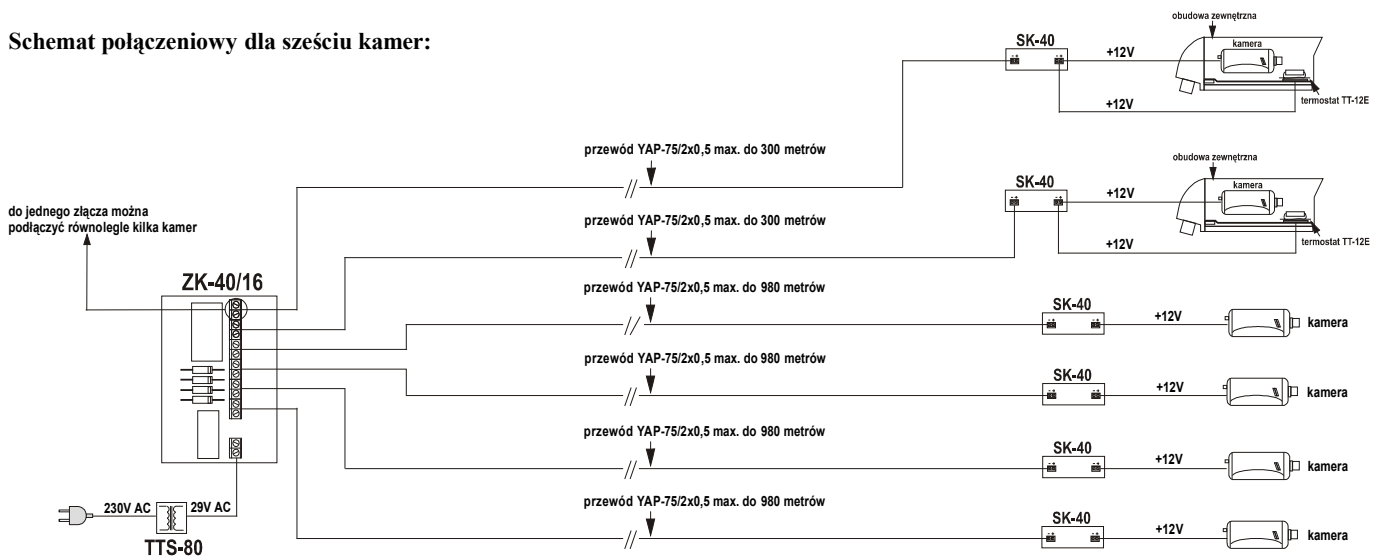 Schemat połączeniowy dla sześciu kamer:
obudowa zewnętrzna
SK-40
+12V
kamera
+12V
termostat TT-12E
przewód YAP-75/2x0,5 max. do 300 metrów
obudowa zewnętrzna
SK-40
+12V
kamera
+12V
termostat TT-12E
do jednego złącza można
podłączyć równolegle kilka kamer
przewód YAP-75/2x0,5 max. do 300 metrów
ZK-40/16
przewód YAP-75/2x0,5 max. do 980 metrów
SK-40
+12V
kamera
przewód YAP-75/2x0,5 max. do 980 metrów
SK-40
+12V
kamera
przewód YAP-75/2x0,5 max. do 980 metrów
SK-40
+12V
kamera
przewód YAP-75/2x0,5 max. do 980 metrów
SK-40
+12V
kamera
230V AC
29V AC
TTS-80